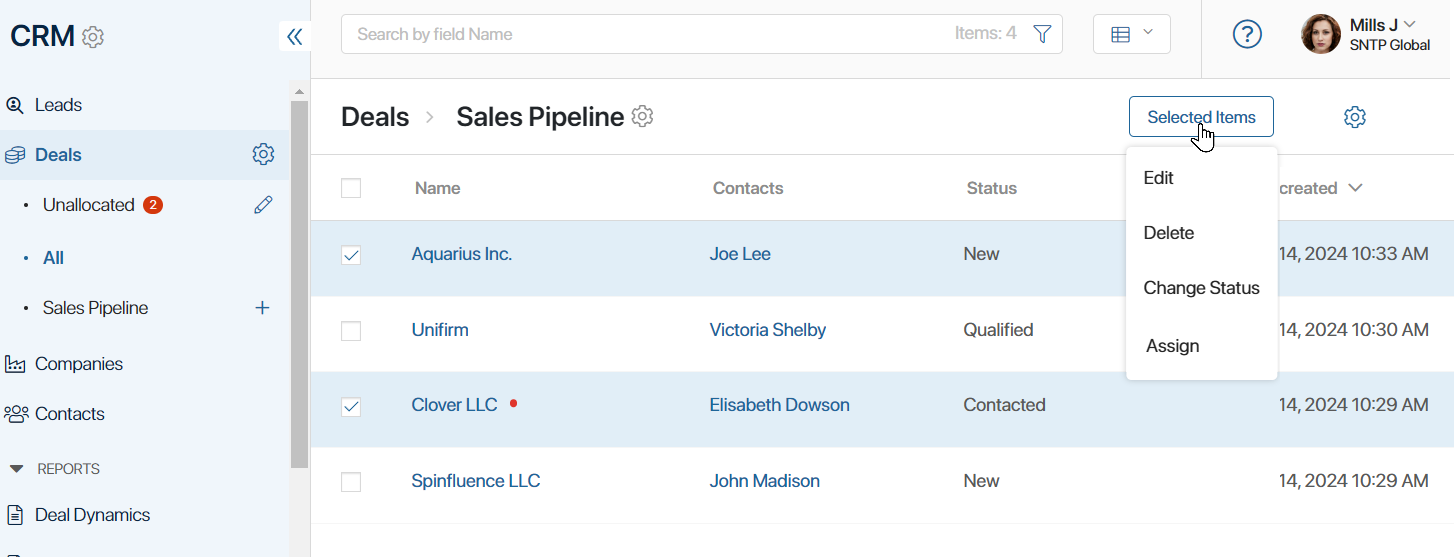 CRM
Search by field Name Items: 4
Mills J
SNTP Global
Leads
Deals
Unallocated 2
All
Sales Pipeline
Companies
Contacts
REPORTS
Deal Dynamics
Deals Sales Pipeline
Selected Items
Edit
Delete
Change Status
Assign
Name Contacts Status created
Aquarius Inc. Joe Lee New 14, 2024 10:33 AM
Unifirm Victoria Shelby Qualified 14, 2024 10:30 AM
Clover LLC Elisabeth Dowson Contacted 14, 2024 10:29 AM
Spinfluence LLC John Madison New 14, 2024 10:29 AM